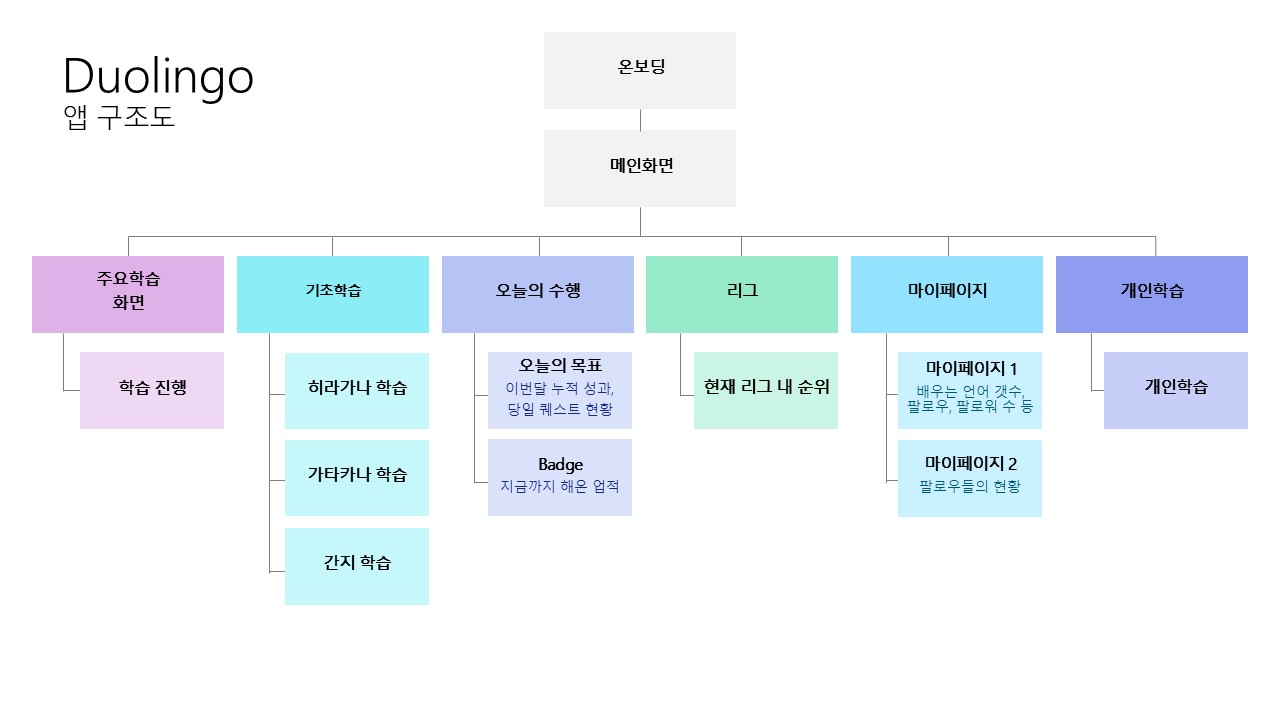 Duolingo
앱 구조도
온보딩
메인화면
주요학습
화면
기초학습
오늘의 수행
리그
마이페이지
개인학습
학습 진행
히라가나 학습
가타카나 학습
간지 학습
오늘의 목표
이번달 누적 성과,
당일 퀘스트 현황
Badge
지금까지 해온 업적
현재 리그 내 순위
마이페이지 1
배우는 언어 갯수,
팔로우, 팔로워 수 등
마이페이지 2
팔로우들의 현황
개인학습